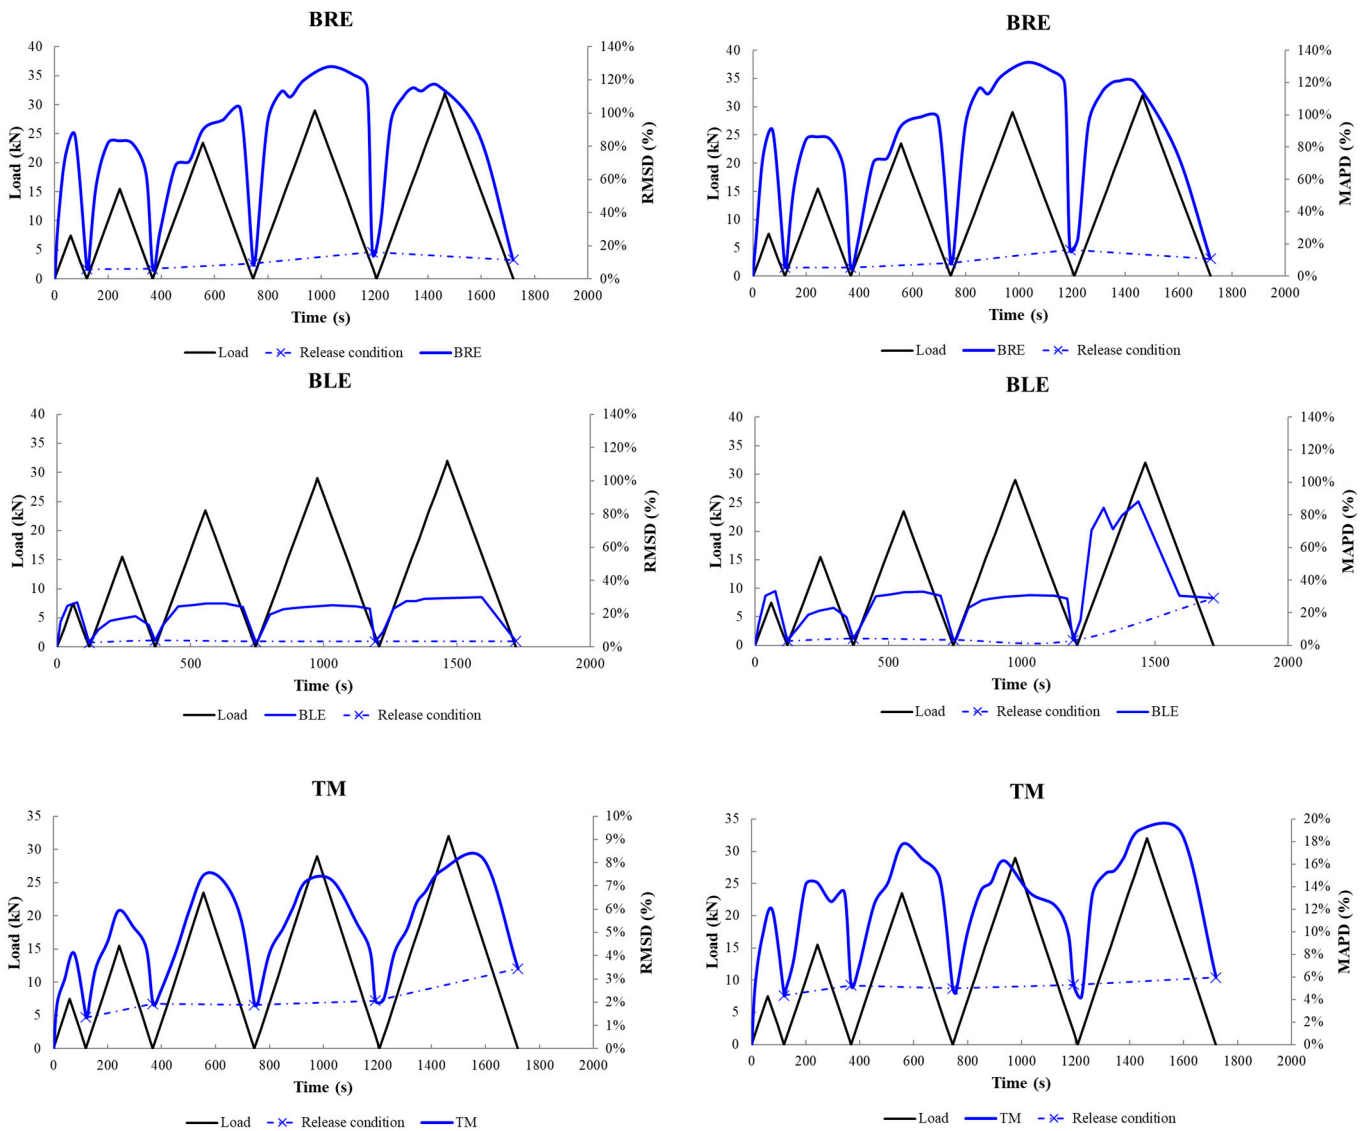 BRE
40
35
30
25
20
15
10
5
0
Load (kN)
140%
120%
100%
80%
60%
40%
20%
0%
RMSD (%)
0 200 400 600 800 1000 1200 1400 1600 1800 2000
Time (s)
Load Release condition BRE
BRE
40
35
30
25
20
15
10
5
0
Load (kN)
140%
120%
100%
80%
60%
40%
20%
0%
MAPD (%)
0 200 400 600 800 1000 1200 1400 1600 1800 2000
Time (s)
Load BRE Release condition
BLE
40
35
30
25
20
15
10
5
0
Load (kN)
140%
120%
100%
80%
60%
40%
20%
0%
RMSD (%)
0 500 1000 1500 2000
Time (s)
Load BLE Release condition
BLE
40
35
30
25
20
15
10
5
0
Load (kN)
140%
120%
100%
80%
60%
40%
20%
0%
MAPD (%)
0 500 1000 1500 2000
Time (s)
Load Release condition BLE
TM
35
30
25
20
15
10
5
0
Load (kN)
10%
9%
8%
7%
6%
5%
4%
3%
2%
1%
0%
RMSD (%)
0 200 400 600 800 1000 1200 1400 1600 1800 2000
Time (s)
Load Release condition TM
TM
35
30
25
20
15
10
5
0
Load (kN)
20%
18%
16%
14%
12%
10%
8%
6%
4%
2%
0%
MAPD (%)
0 200 400 600 800 1000 1200 1400 1600 1800 2000
Time (s)
Load TM Release condition